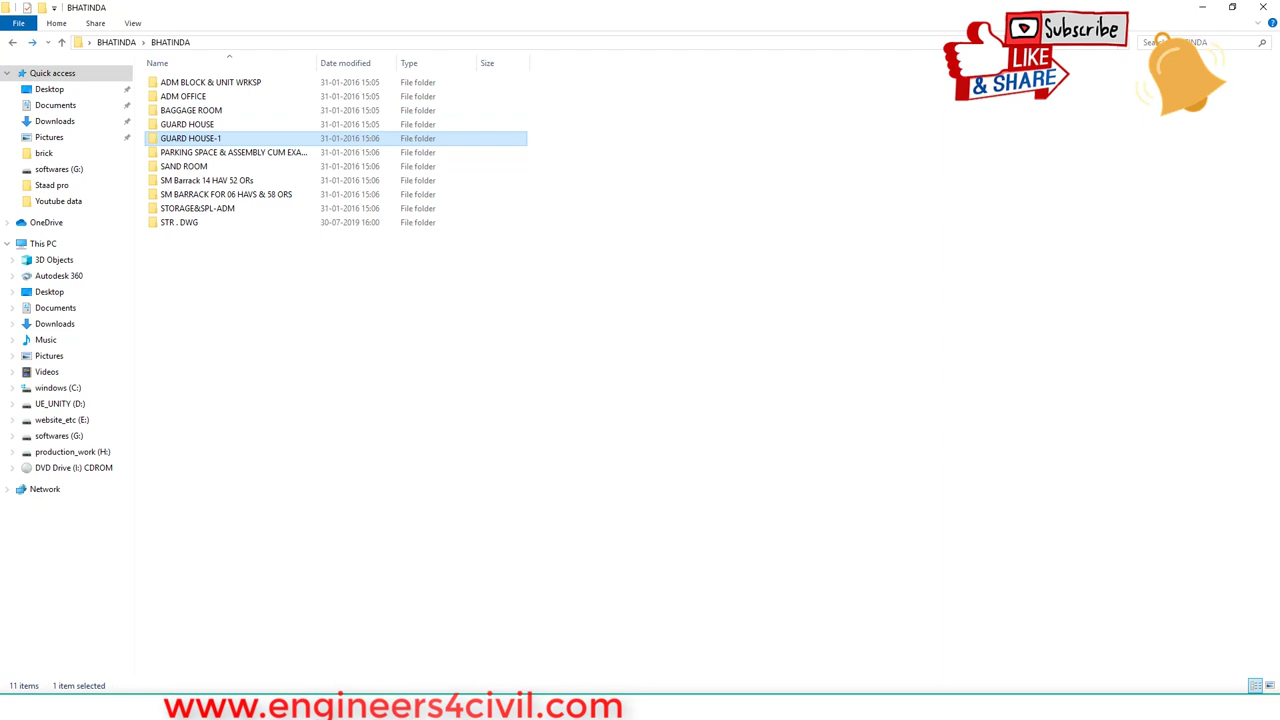 BHATINDA
File Home Share View
BHATINDA BHATINDA
Subscribe
LIKE
& SHARE
Name Date modified Type Size
Quick access
Desktop
Documents
Downloads
Pictures
brick
softwares (G:)
Staad pro
Youtube data
OneDrive
This PC
3D Objects
Autodesk 360
Desktop
Documents
Downloads
Music
Pictures
Videos
windows (C:)
UE_UNITY (D:)
website_etc (E:)
softwares (G:)
production_work (H:)
DVD Drive (I:) CDROM
Network
ADM BLOCK & UNIT WRKSP 31-01-2016 15:05 File folder
ADM OFFICE 31-01-2016 15:05 File folder
BAGGAGE ROOM 31-01-2016 15:05 File folder
GUARD HOUSE 31-01-2016 15:05 File folder
GUARD HOUSE-1 31-01-2016 15:06 File folder
PARKING SPACE & ASSEMBLY CUM EXA... 31-01-2016 15:06 File folder
SAND ROOM 31-01-2016 15:06 File folder
SM Barrack 14 HAV 52 ORs 31-01-2016 15:06 File folder
SM BARRACK FOR 06 HAVS & 58 ORS 31-01-2016 15:06 File folder
STORAGE&SPL-ADM 31-01-2016 15:06 File folder
STR . DWG 30-07-2019 16:00 File folder
11 items 1 item selected
www.engineers4civil.com